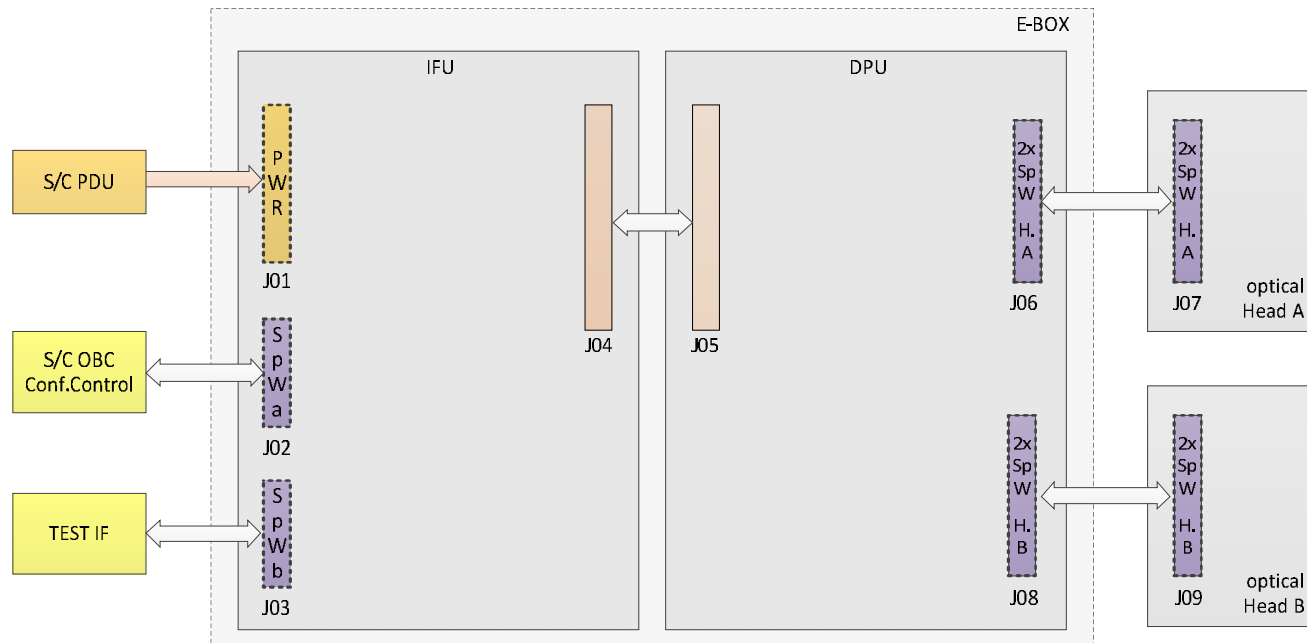 E-BOX
IFU
DPU
S/C PDU
P
W
R
J01
S/C OBC
Conf.Control
S
p
W
a
J02
TEST IF
S
p
W
b
J03
J04
J05
2x
Sp
W
H.
A
J06
2x
Sp
W
H.
A
J07
optical
Head A
2x
Sp
W
H.
B
J08
2x
Sp
W
H.
B
J09
optical
Head B